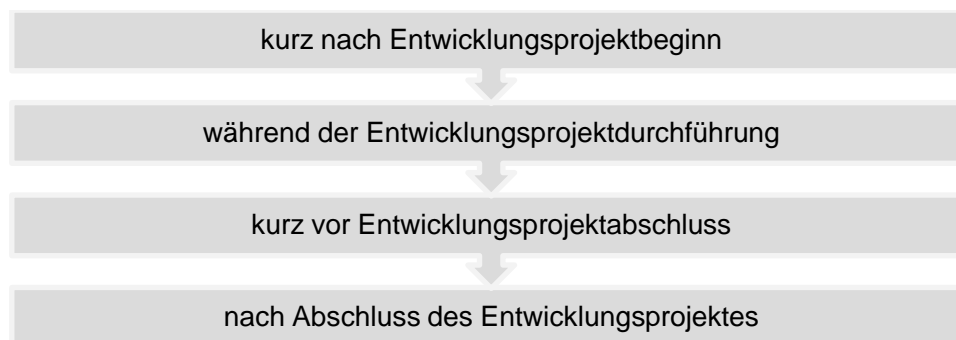 kurz nach Entwicklungsprojektbeginn
während der Entwicklungsprojektdurchführung
kurz vor Entwicklungsprojektabschluss
nach Abschluss des Entwicklungsprojektes